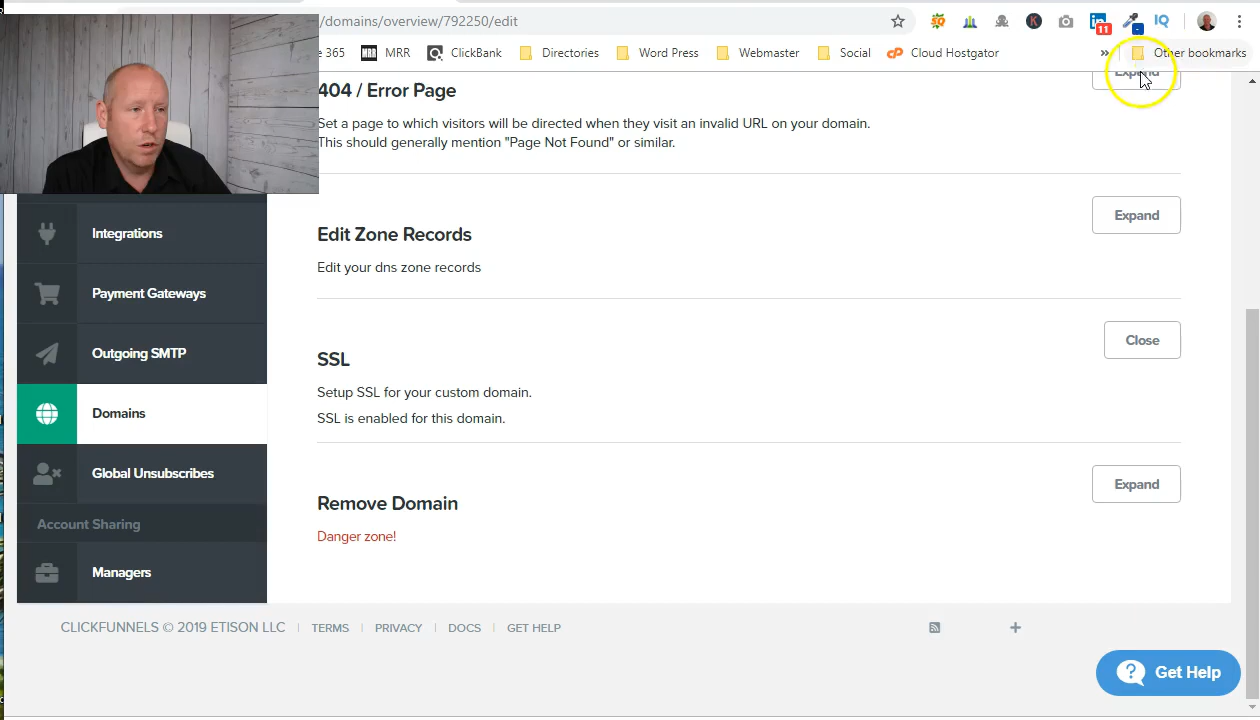 /domains/overview/792250/edit
11
IQ
e 365
MRR
MRR
ClickBank
Directories
Word Press
Webmaster
Social
Cloud Hostgator
»
Other bookmarks
Expand
404 / Error Page
Set a page to which visitors will be directed when they visit an invalid URL on your domain.
This should generally mention "Page Not Found" or similar.
Integrations
Edit Zone Records
Expand
Edit your dns zone records
Payment Gateways
Outgoing SMTP
SSL
Close
Setup SSL for your custom domain.
SSL is enabled for this domain.
Domains
Global Unsubscribes
Remove Domain
Expand
Danger zone!
Account Sharing
Managers
CLICKFUNNELS © 2019 ETISON LLC
TERMS
PRIVACY
DOCS
GET HELP
Get Help